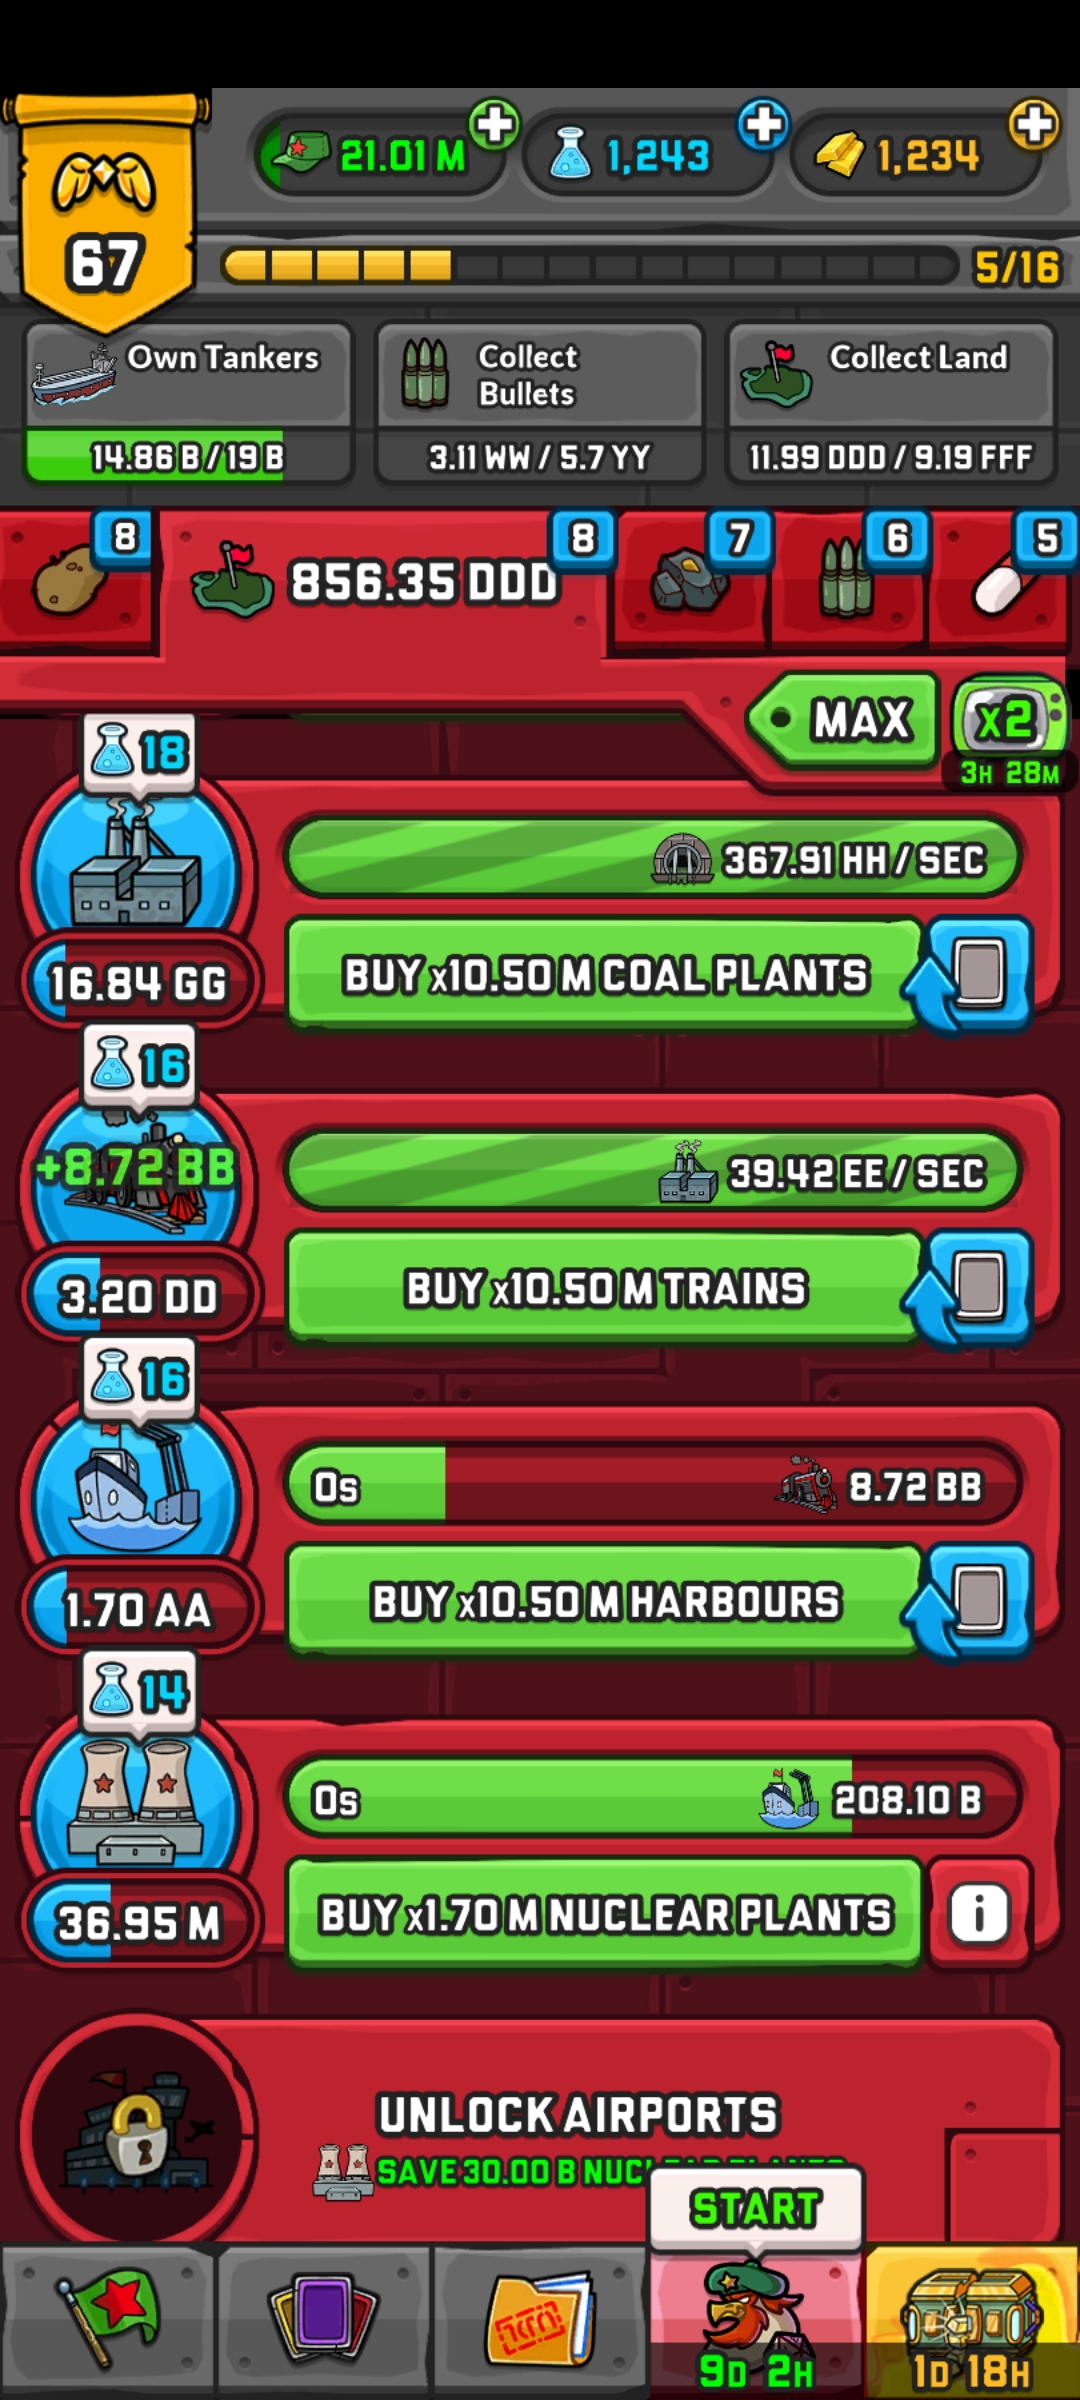 21.01 M
1,243
1,234
67
5/16
Own Tankers
14.86 B / 19 B
Collect
Bullets
3.11 WW / 5.7 YY
Collect Land
11.99 DDD / 9.19 FFF
8
856.35 DDD
8
7
6
5
MAX
x2
3H 28M
18
367.91 HH / SEC
16.84 GG
BUY x10.50 M COAL PLANTS
16
+8.72 BB
39.42 EE / SEC
3.20 DD
BUY x10.50 M TRAINS
16
0s
8.72 BB
1.70 AA
BUY x10.50 M HARBOURS
14
0s
208.10 B
36.95 M
BUY x1.70 M NUCLEAR PLANTS
i
UNLOCK AIRPORTS
SAVE 30.00 B NUCLEAR PLANTS
START
9D 2H
1D 18H